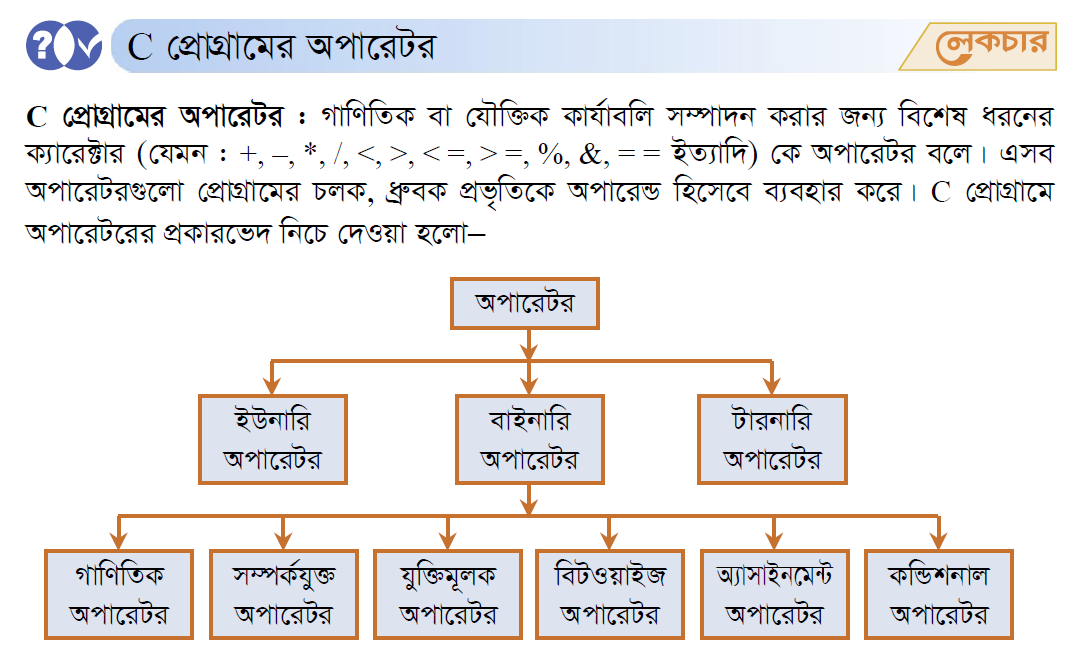 C প্রোগ্রামের অপারেটর
লেকচার
C প্রোগ্রামের অপারেটর : গাণিতিক বা যৌক্তিক কার্যাবলি সম্পাদন করার জন্য বিশেষ ধরনের
ক্যারেক্টার (যেমন : +, –, *, /, <, >, < =, > =, %, &, = = ইত্যাদি) কে অপারেটর বলে। এসব
অপারেটরগুলো প্রোগ্রামের চলক, ধ্রুবক প্রভৃতিকে অপারেন্ড হিসেবে ব্যবহার করে। C প্রোগ্রামে
অপারেটরের প্রকারভেদ নিচে দেওয়া হলো–
অপারেটর
ইউনারি
অপারেটর
বাইনারি
অপারেটর
টারনারি
অপারেটর
গাণিতিক
অপারেটর
সম্পর্কযুক্ত
অপারেটর
যুক্তিমূলক
অপারেটর
বিটওয়াইজ
অপারেটর
অ্যাসাইনমেন্ট
অপারেটর
কন্ডিশনাল
অপারেটর